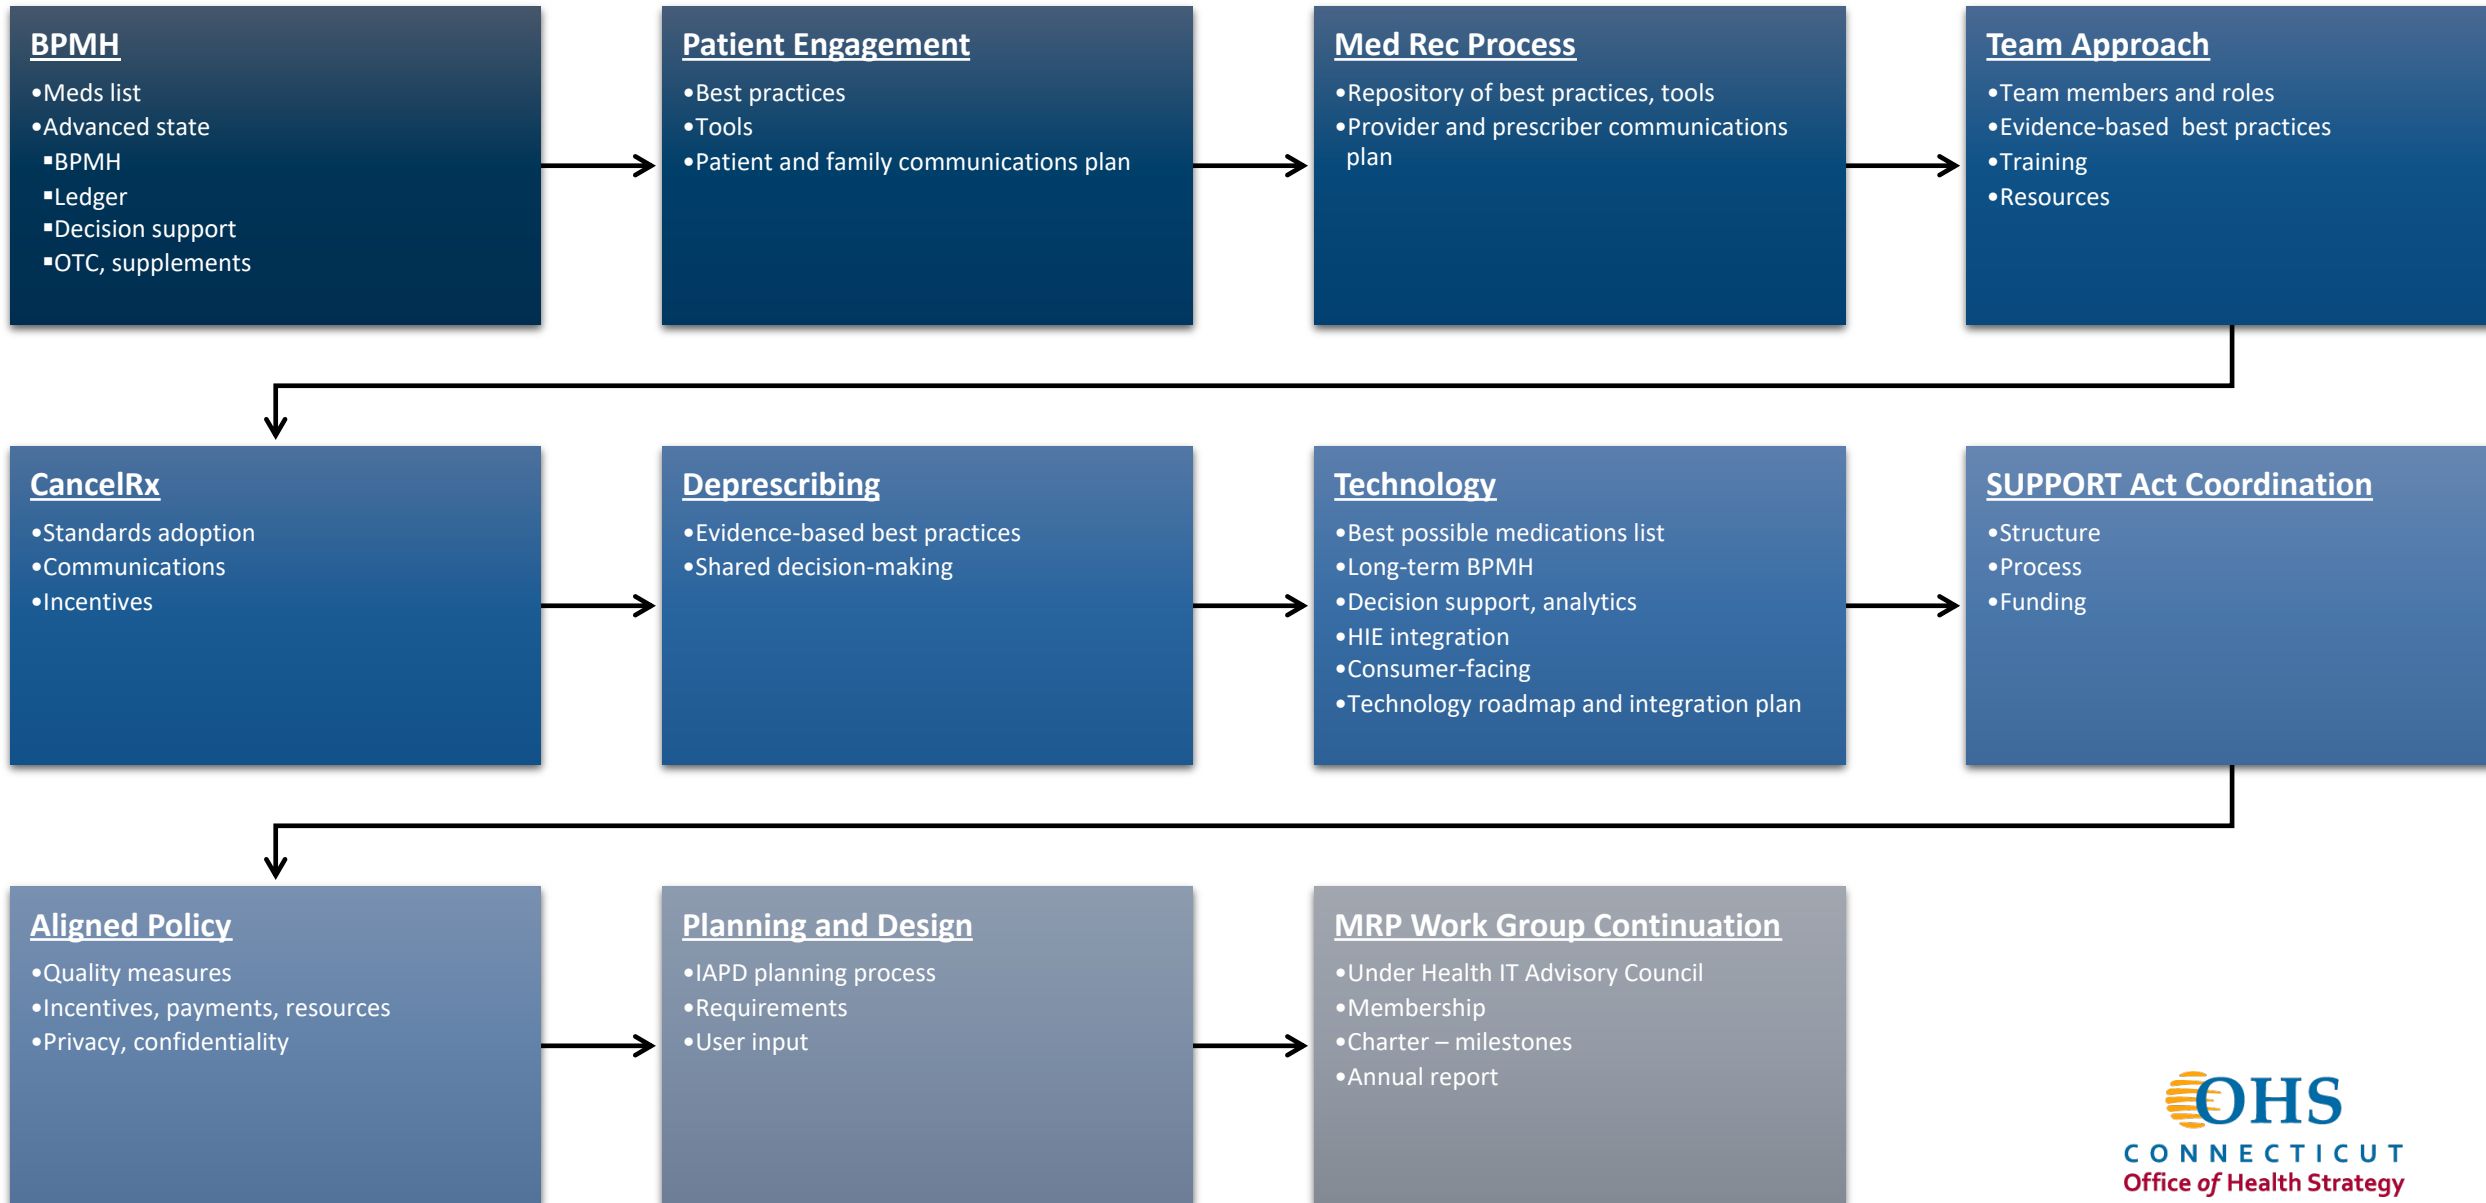 BPMH
•Meds list
•Advanced state
▪BPMH
▪Ledger
▪Decision support
▪OTC, supplements
Patient Engagement
•Best practices
•Tools
•Patient and family communications plan
Med Rec Process
•Repository of best practices, tools
•Provider and prescriber communications
plan
Team Approach
•Team members and roles
•Evidence-based  best practices
•Training
•Resources
CancelRx
•Standards adoption
•Communications
•Incentives
Deprescribing
•Evidence-based best practices
•Shared decision-making
Technology
•Best possible medications list
•Long-term BPMH
•Decision support, analytics
•HIE integration
•Consumer-facing
•Technology roadmap and integration plan
SUPPORT Act Coordination
•Structure
•Process
•Funding
Aligned Policy
•Quality measures
•Incentives, payments, resources
•Privacy, confidentiality
Planning and Design
•IAPD planning process
•Requirements
•User input
MRP Work Group Continuation
•Under Health IT Advisory Council
•Membership
•Charter – milestones
•Annual report
OHS
CONNECTICUT
Office of Health Strategy